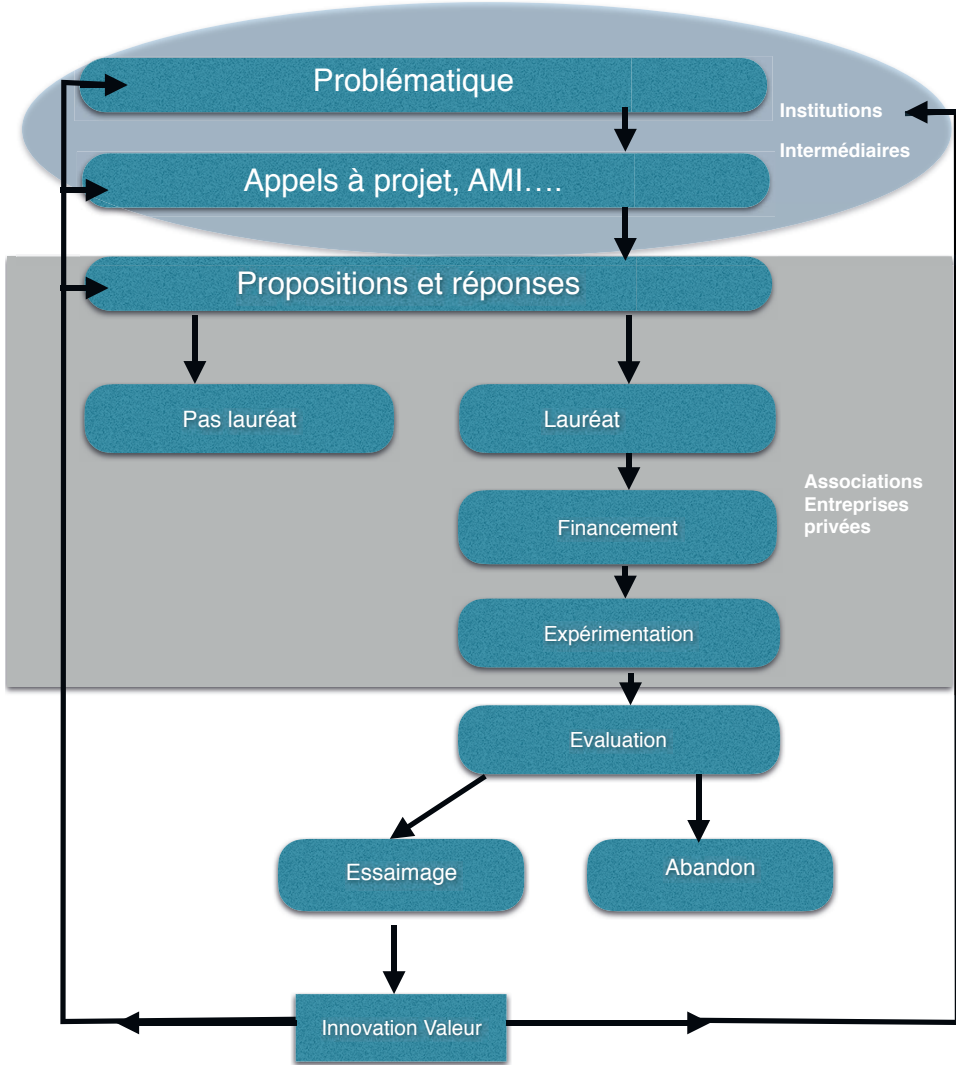 Problématique
Institutions
Intermédiaires
Appels à projet, AMI....
Propositions et réponses
Pas lauréat
Lauréat
Associations
Entreprises
privées
Financement
Expérimentation
Evaluation
Essaimage
Abandon
Innovation Valeur